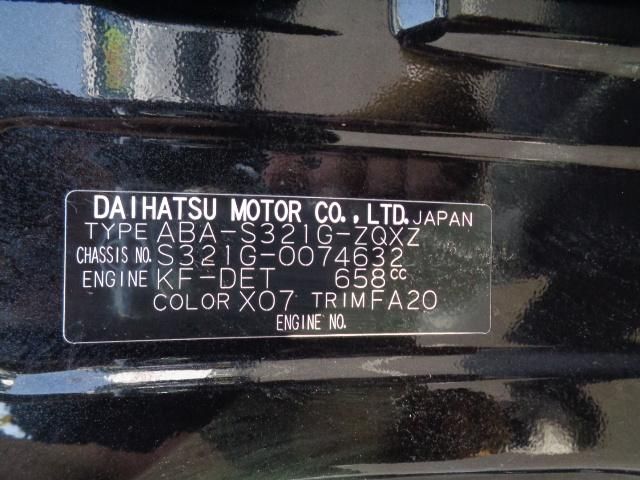 DAIHATSU MOTOR CO.,LTD. JAPAN
TYPE ABA-S321G-ZQXZ
CHASSIS NO. S321G-0074632
ENGINE KF-DET 658cc
COLOR X07 TRIM FA20
ENGINE NO.